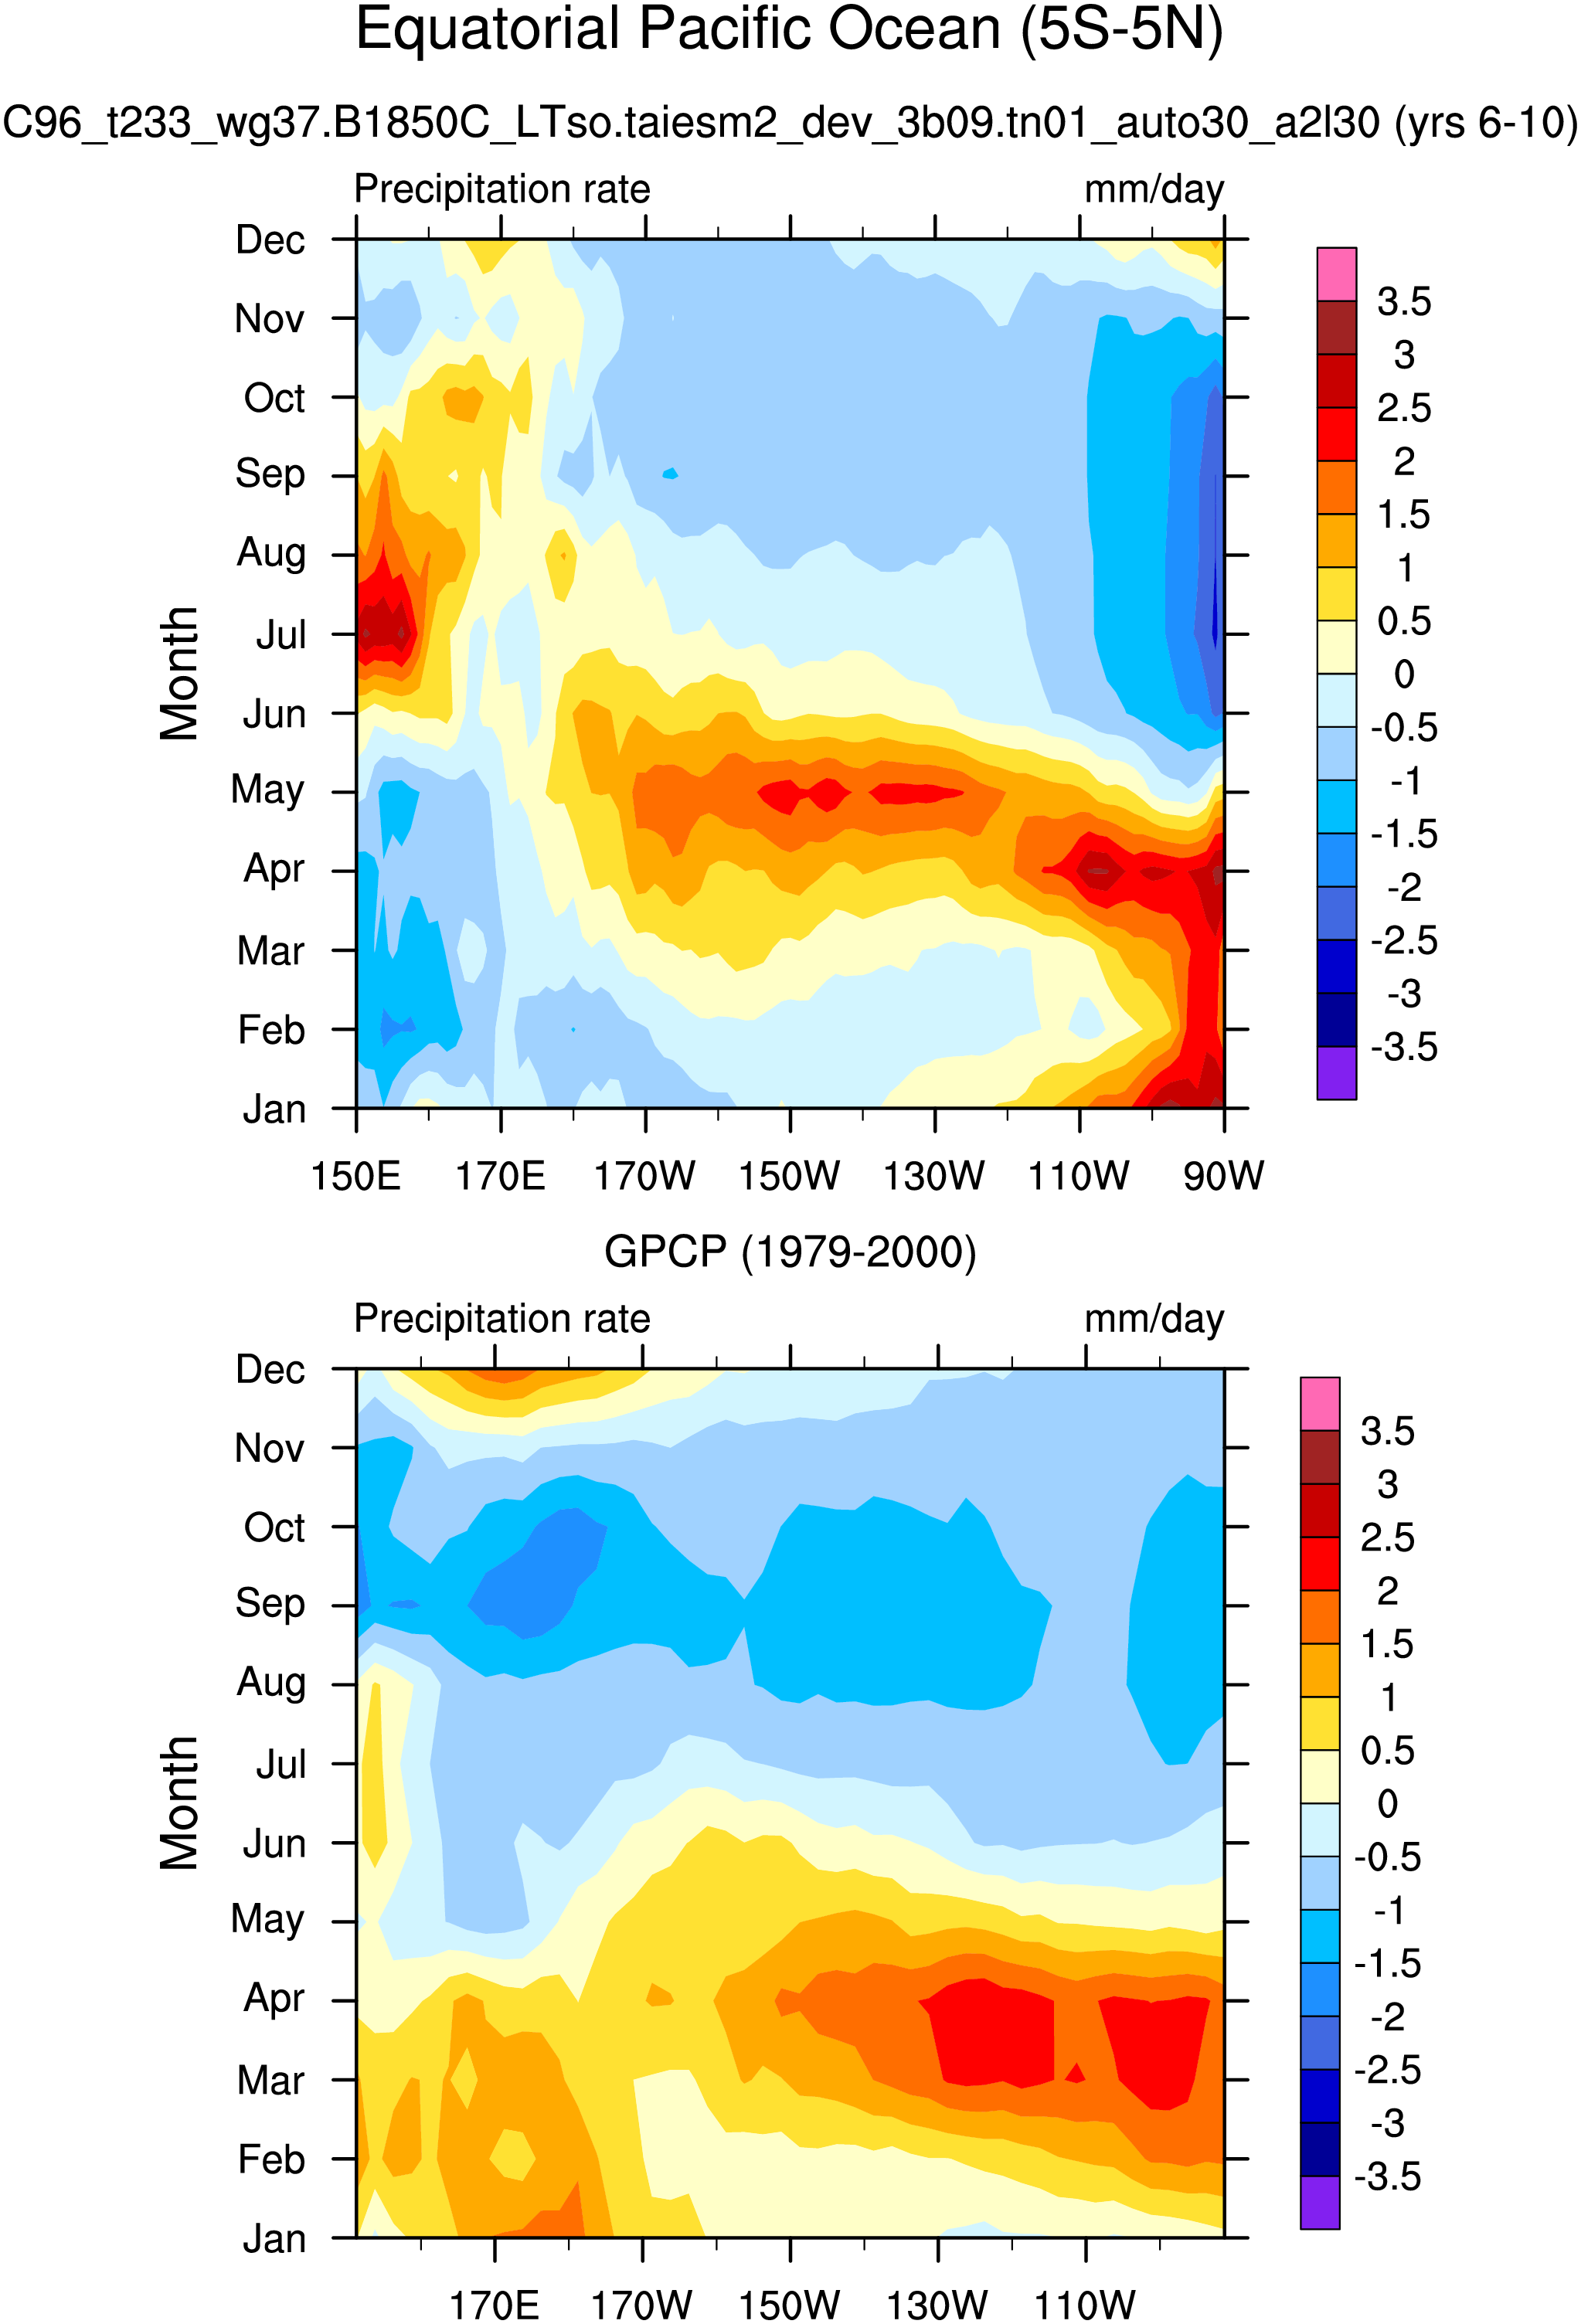 Equatorial Pacific Ocean (5S-5N)
C96_t233_wg37.B1850C_LTso.taiesm2_dev_3b09.tn01_auto30_a2l30 (yrs 6-10)
Precipitation rate mm/day
Month
Dec
Nov
Oct
Sep
Aug
Jul
Jun
May
Apr
Mar
Feb
Jan
150E 170E 170W 150W 130W 110W 90W
3.5
3
2.5
2
1.5
1
0.5
0
-0.5
-1
-1.5
-2
-2.5
-3
-3.5
GPCP (1979-2000)
Precipitation rate mm/day
Month
Dec
Nov
Oct
Sep
Aug
Jul
Jun
May
Apr
Mar
Feb
Jan
170E 170W 150W 130W 110W
3.5
3
2.5
2
1.5
1
0.5
0
-0.5
-1
-1.5
-2
-2.5
-3
-3.5